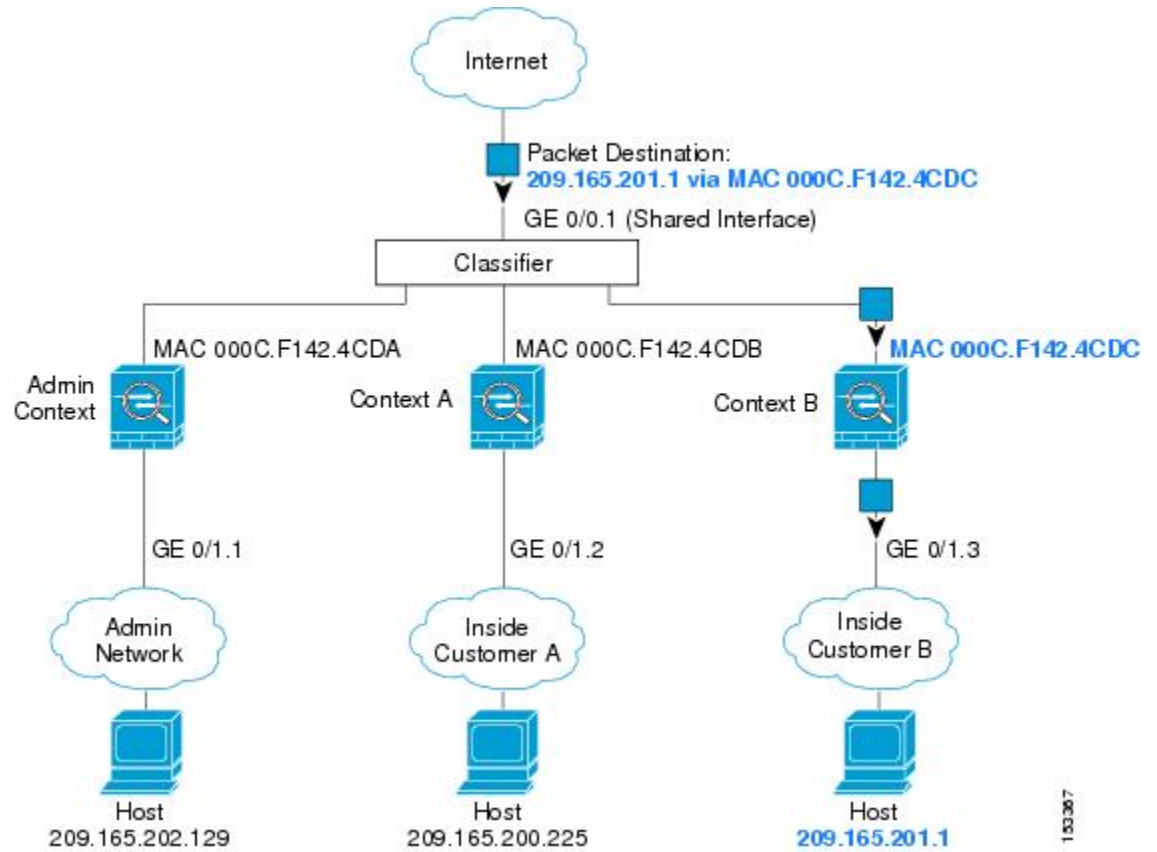 Internet
Packet Destination:
209.165.201.1 via MAC 000C.F142.4CDC
GE 0/0.1 (Shared Interface)
Classifier
MAC 000C.F142.4CDA
MAC 000C.F142.4CDB
MAC 000C.F142.4CDC
Admin
Context
Context A
Context B
GE 0/1.1
GE 0/1.2
GE 0/1.3
Admin
Network
Inside
Customer A
Inside
Customer B
Host
209.165.202.129
Host
209.165.200.225
Host
209.165.201.1
153367